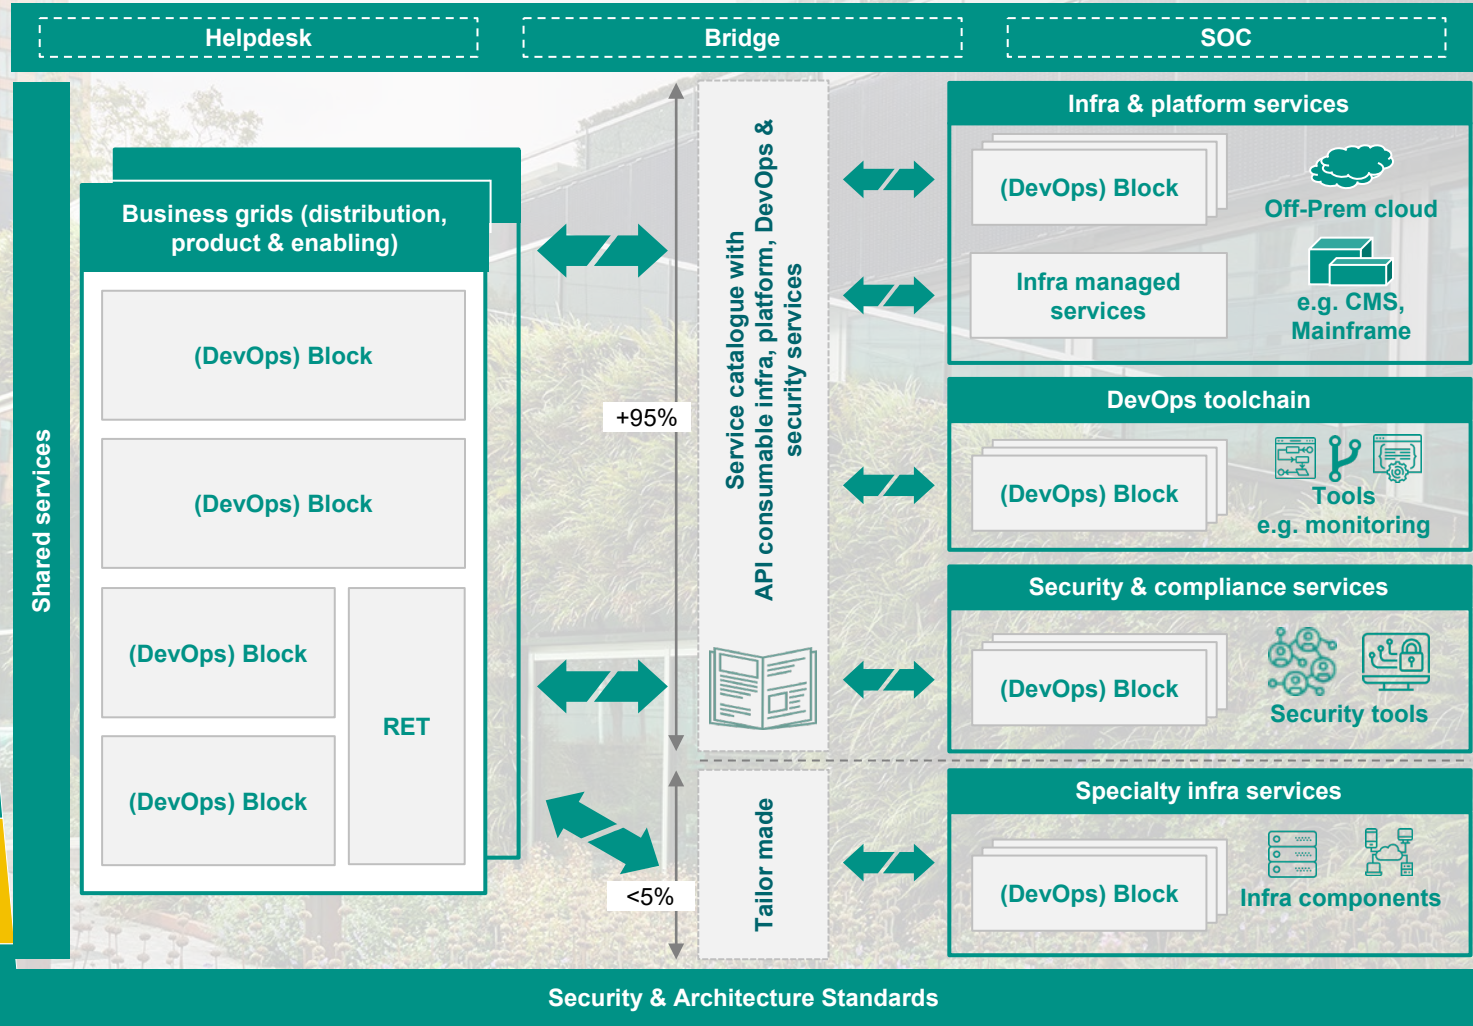 Helpdesk
Bridge
SOC
Shared services
Business grids (distribution,
product & enabling)
(DevOps) Block
(DevOps) Block
(DevOps) Block
(DevOps) Block
RET
+95%
<5%
Service catalogue with
API consumable infra, platform, DevOps &
security services
Tailor made
Infra & platform services
(DevOps) Block
Off-Prem cloud
Infra managed
services
e.g. CMS,
Mainframe
DevOps toolchain
(DevOps) Block
Tools
e.g. monitoring
Security & compliance services
(DevOps) Block
Security tools
Specialty infra services
(DevOps) Block
Infra components
Security & Architecture Standards